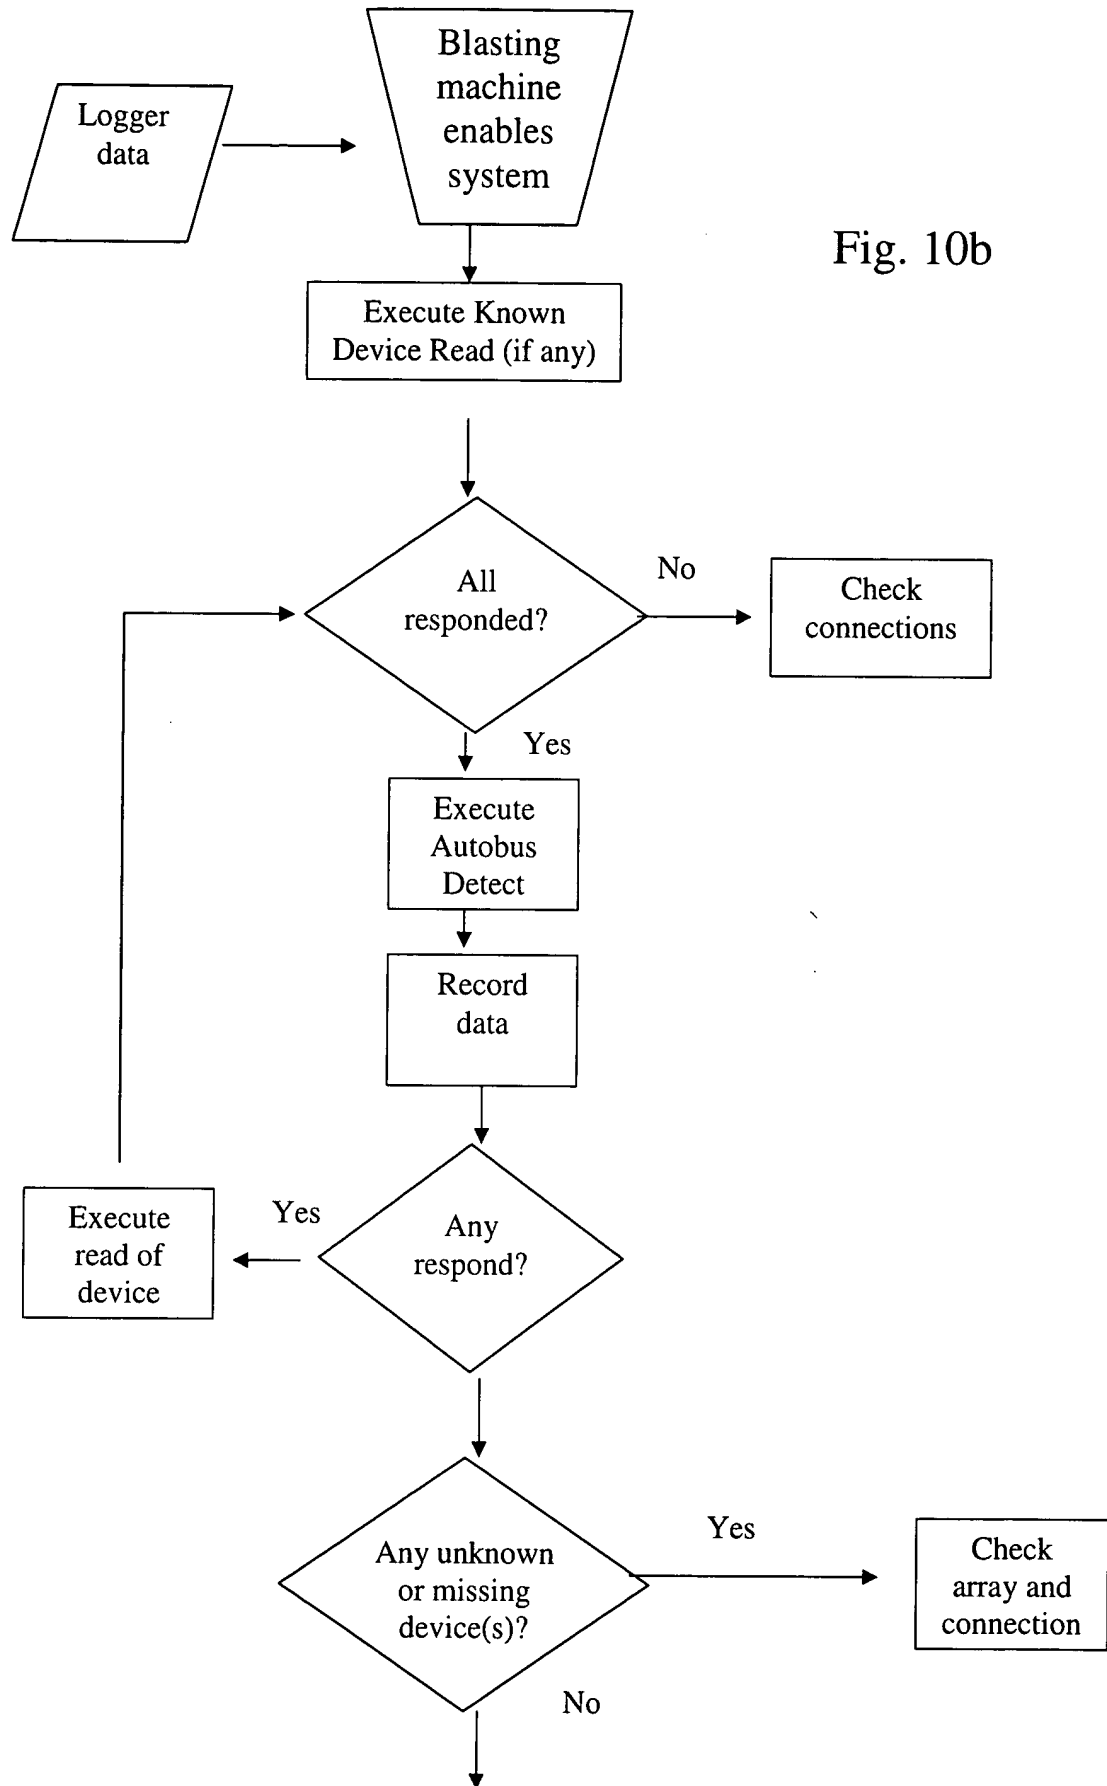 Blasting
machine
enables
system
Logger
data
Fig. 10b
Execute Known
Device Read (if any)
All
responded?
No
Check
connections
Yes
Execute
Autobus
Detect
Record
data
Execute
read of
device
Yes
Any
respond?
Any unknown
or missing
device(s)?
Yes
Check
array and
connection
No